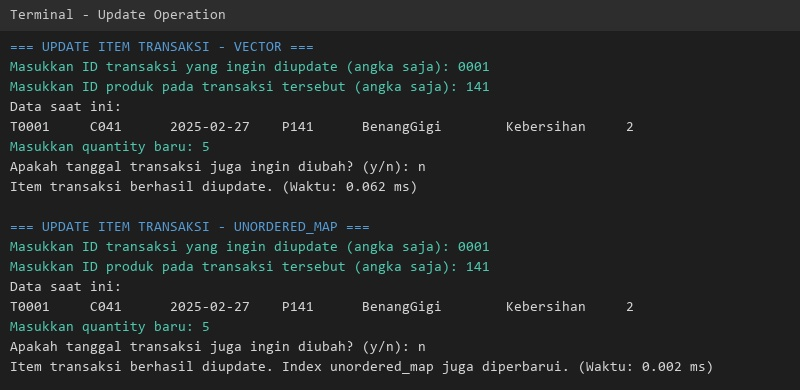 Terminal - Update Operation
=== UPDATE ITEM TRANSAKSI - VECTOR ===
Masukkan ID transaksi yang ingin diupdate (angka saja): 0001
Masukkan ID produk pada transaksi tersebut (angka saja): 141
Data saat ini:
T0001     C041      2025-02-27    P141      BenangGigi        Kebersihan     2
Masukkan quantity baru: 5
Apakah tanggal transaksi juga ingin diubah? (y/n): n
Item transaksi berhasil diupdate. (Waktu: 0.062 ms)

=== UPDATE ITEM TRANSAKSI - UNORDERED_MAP ===
Masukkan ID transaksi yang ingin diupdate (angka saja): 0001
Masukkan ID produk pada transaksi tersebut (angka saja): 141
Data saat ini:
T0001     C041      2025-02-27    P141      BenangGigi        Kebersihan     2
Masukkan quantity baru: 5
Apakah tanggal transaksi juga ingin diubah? (y/n): n
Item transaksi berhasil diupdate. Index unordered_map juga diperbarui. (Waktu: 0.002 ms)